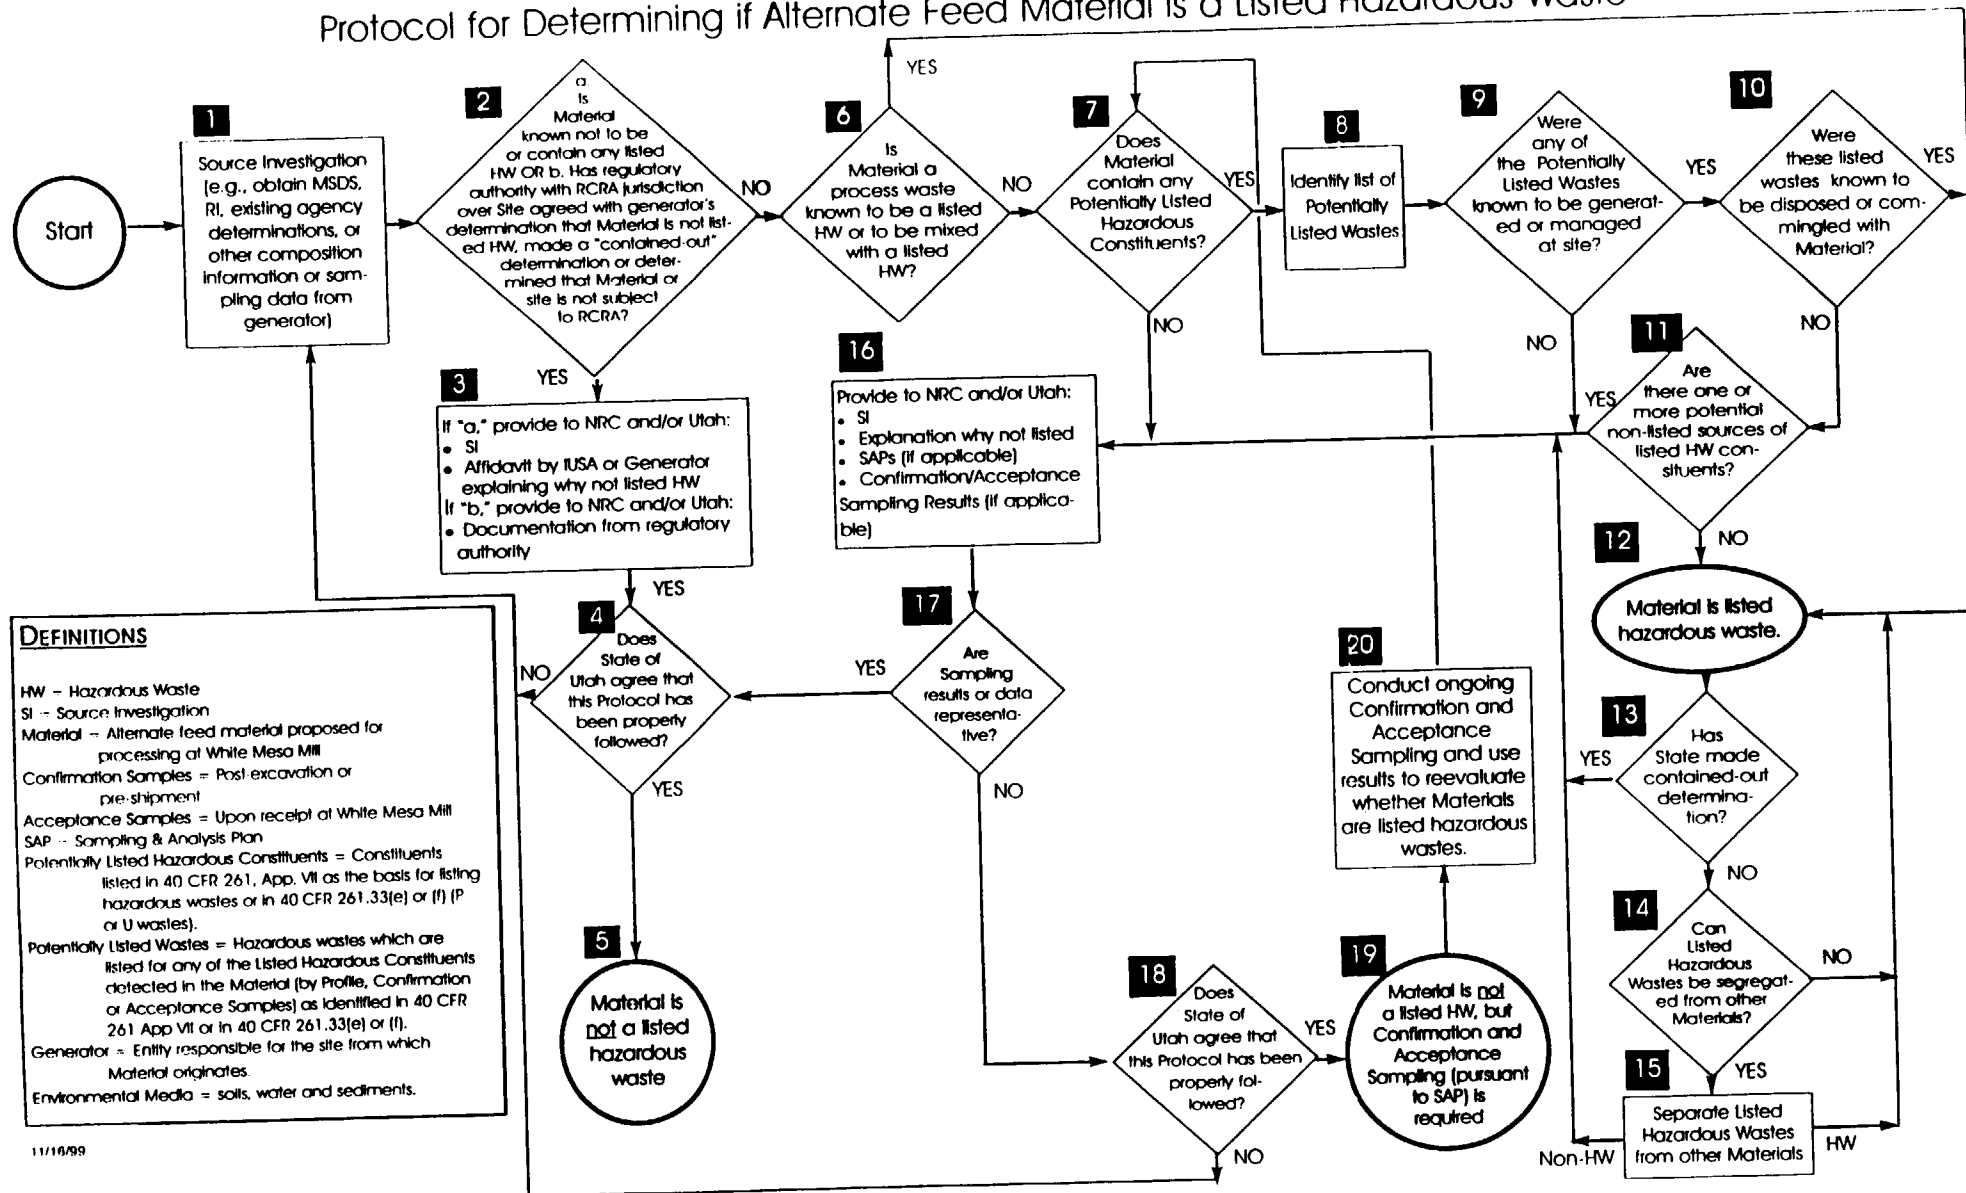 Protocol for Determining if Alternate Feed Material is a Listed Hazardous Waste
Start
1
Source Investigation
(e.g., obtain MSDS,
RI, existing agency
determinations, or
other composition
information or sam-
pling data from
generator)
2
a.
Is
Material
known not to be
or contain any listed
HW OR b. Has regulatory
authority with RCRA jurisdiction
over Site agreed with generator's
determination that Material is not list-
ed HW, made a "contained-out"
determination or deter-
mined that Material or
site is not subject
to RCRA?
NO
YES
3
If "a," provide to NRC and/or Utah:
• SI
• Affidavit by IUSA or Generator
explaining why not listed HW
If "b," provide to NRC and/or Utah:
• Documentation from regulatory
authority
YES
4
Does
State of
Utah agree that
this Protocol has
been properly
followed?
NO
YES
5
Material is
not a listed
hazardous
waste
6
Is
Material a
process waste
known to be a listed
HW or to be mixed
with a listed
HW?
YES
NO
7
Does
Material
contain any
Potentially Listed
Hazardous
Constituents?
YES
NO
8
Identify list of
Potentially
Listed Wastes
9
Were
any of
the Potentially
Listed Wastes
known to be generat-
ed or managed
at site?
YES
NO
10
Were
these listed
wastes known to
be disposed or com-
mingled with
Material?
YES
NO
11
Are
there one or
more potential
non-listed sources of
listed HW con-
stituents?
YES
NO
12
Material is listed
hazardous waste.
13
Has
State made
contained-out
determina-
tion?
YES
NO
14
Can
Listed
Hazardous
Wastes be segregat-
ed from other
Materials?
NO
YES
15
Separate Listed
Hazardous Wastes
from other Materials
Non-HW
HW
16
Provide to NRC and/or Utah:
• SI
• Explanation why not listed
• SAPs (if applicable)
• Confirmation/Acceptance
Sampling Results (if applica-
ble)
17
Are
Sampling
results or data
representa-
tive?
YES
NO
18
Does
State of
Utah agree that
this Protocol has been
properly fol-
lowed?
YES
NO
19
Material is not
a listed HW, but
Confirmation and
Acceptance
Sampling (pursuant
to SAP) is
required
20
Conduct ongoing
Confirmation and
Acceptance
Sampling and use
results to reevaluate
whether Materials
are listed hazardous
wastes.
DEFINITIONS
HW – Hazardous Waste
SI – Source Investigation
Material – Alternate feed material proposed for
processing at White Mesa Mill
Confirmation Samples = Post-excavation or
pre-shipment
Acceptance Samples = Upon receipt at White Mesa Mill
SAP – Sampling & Analysis Plan
Potentially Listed Hazardous Constituents = Constituents
listed in 40 CFR 261, App. VII as the basis for listing
hazardous wastes or in 40 CFR 261.33(e) or (f) (P
or U wastes).
Potentially Listed Wastes = Hazardous wastes which are
listed for any of the Listed Hazardous Constituents
detected in the Material (by Profile, Confirmation
or Acceptance Samples) as identified in 40 CFR
261 App VII or in 40 CFR 261.33(e) or (f).
Generator = Entity responsible for the site from which
Material originates.
Environmental Media = soils, water and sediments.
11/16/99